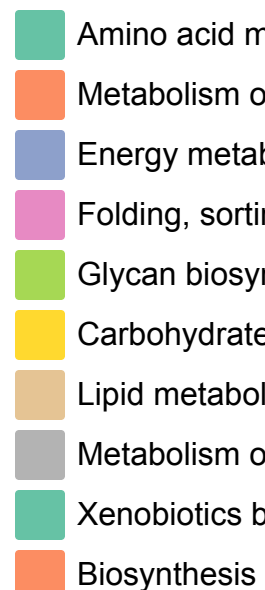 Amino acid m
Metabolism o
Energy metab
Folding, sortin
Glycan biosyn
Carbohydrate
Lipid metabol
Metabolism o
Xenobiotics b
Biosynthesis